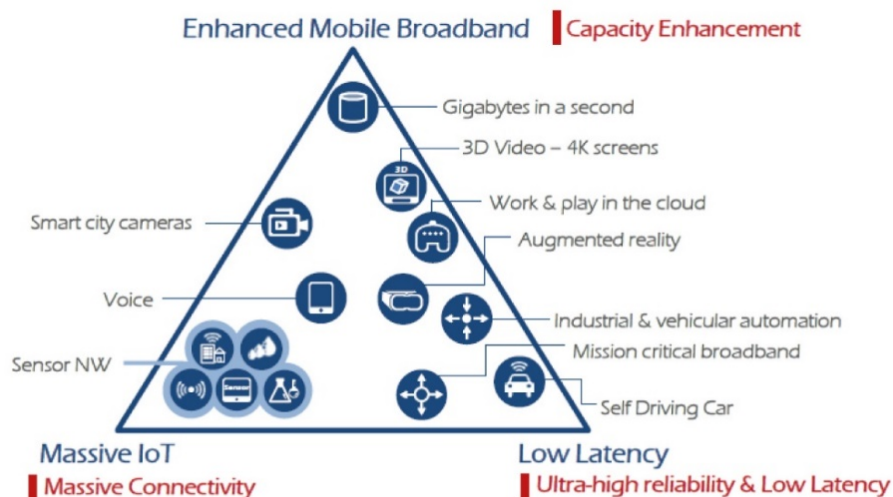 Enhanced Mobile Broadband
Capacity Enhancement
Gigabytes in a second
3D Video – 4K screens
3D
Work & play in the cloud
Smart city cameras
Augmented reality
Voice
Industrial & vehicular automation
Mission critical broadband
Sensor NW
Sensor
Self Driving Car
Massive IoT
Low Latency
Massive Connectivity
Ultra-high reliability & Low Latency